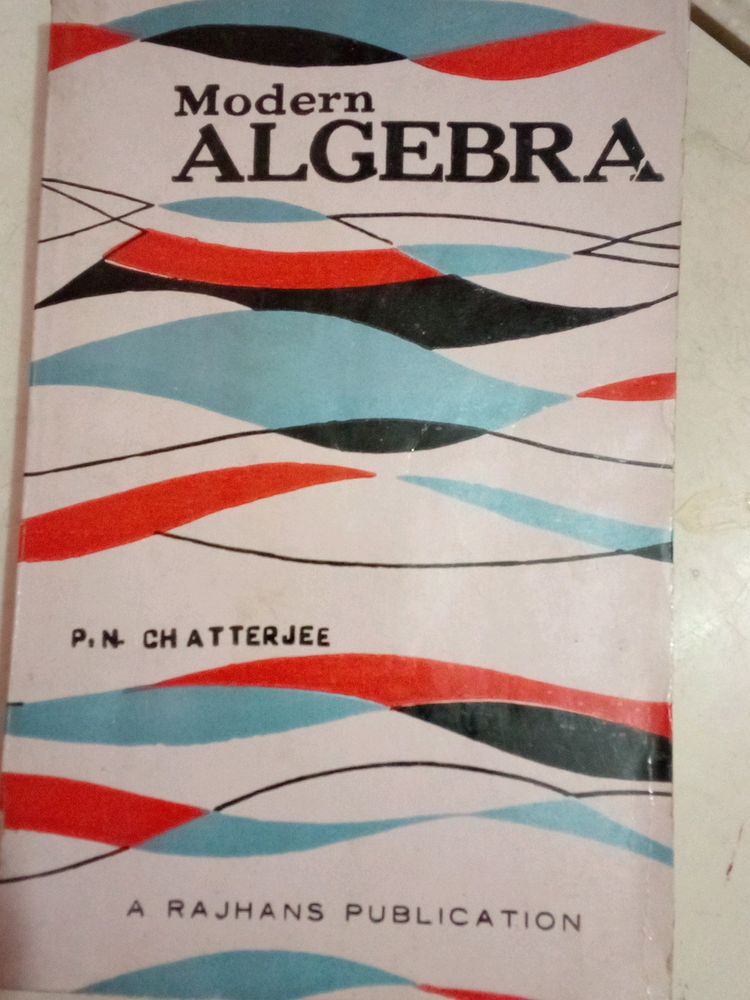 Modern
ALGEBRA
P.N. CHATTERJEE
A RAJHANS PUBLICATION